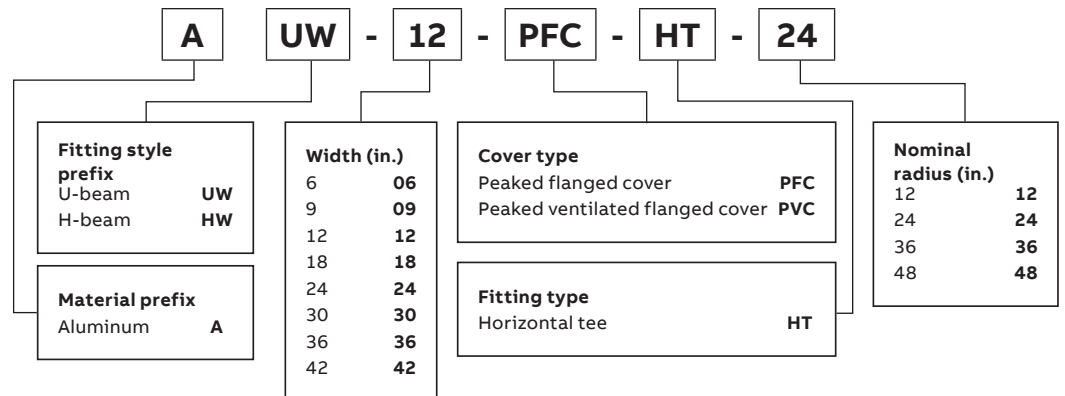 A UW - 12 - PFC - HT - 24
Fitting style
prefix
U-beam UW
H-beam HW
Material prefix
Aluminum A
Width (in.)
6 06
9 09
12 12
18 18
24 24
30 30
36 36
42 42
Cover type
Peaked flanged cover PFC
Peaked ventilated flanged cover PVC
Fitting type
Horizontal tee HT
Nominal
radius (in.)
12 12
24 24
36 36
48 48